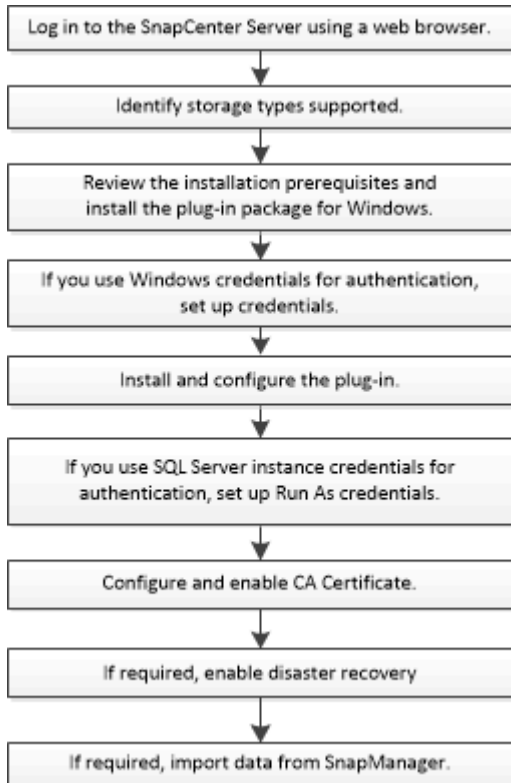 Log in to the SnapCenter Server using a web browser.
Identify storage types supported.
Review the installation prerequisites and
install the plug-in package for Windows.
If you use Windows credentials for authentication,
set up credentials.
Install and configure the plug-in.
If you use SQL Server instance credentials for
authentication, set up Run As credentials.
Configure and enable CA Certificate.
If required, enable disaster recovery
If required, import data from SnapManager.